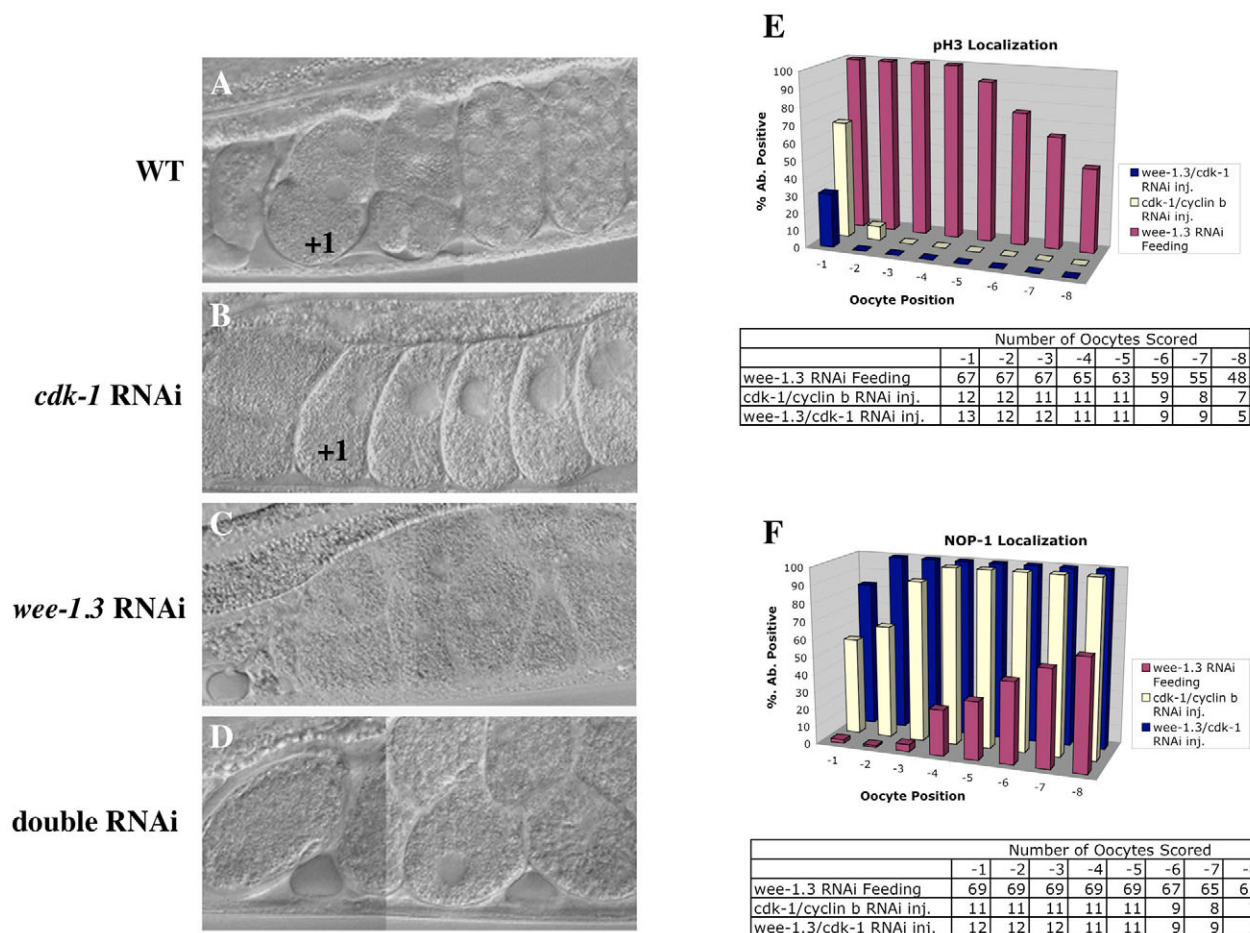 A
WT
+1
B
cdk-1 RNAi
+1
C
wee-1.3 RNAi
D
double RNAi
E
pH3 Localization
100
90
80
70
60
50
40
30
20
10
0
% Ab. Positive
-1 -2 -3 -4 -5 -6 -7 -8
Oocyte Position
wee-1.3/cdk-1
RNAi inj.
cdk-1/cyclin b
RNAi inj.
wee-1.3 RNAi
Feeding
Number of Oocytes Scored
-1 -2 -3 -4 -5 -6 -7 -8
wee-1.3 RNAi Feeding 67 67 67 65 63 59 55 48
cdk-1/cyclin b RNAi inj. 12 12 11 11 11 9 8 7
wee-1.3/cdk-1 RNAi inj. 13 12 12 11 11 9 9 5
F
NOP-1 Localization
100
90
80
70
60
50
40
30
20
10
0
%. Ab. Positive
-1 -2 -3 -4 -5 -6 -7 -8
Oocyte Position
wee-1.3 RNAi
Feeding
cdk-1/cyclin b
RNAi inj.
wee-1.3/cdk-1
RNAi inj.
Number of Oocytes Scored
-1 -2 -3 -4 -5 -6 -7
wee-1.3 RNAi Feeding 69 69 69 69 69 67 65
cdk-1/cyclin b RNAi inj. 11 11 11 11 11 9 8
wee-1.3/cdk-1 RNAi inj. 12 12 12 11 11 9 9